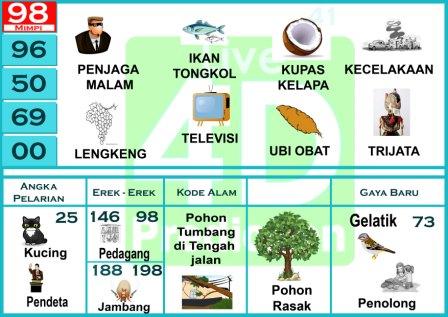 98
Mimpi
96
50
69
00
PENJAGA
MALAM
IKAN
TONGKOL
KUPAS
KELAPA
KECELAKAAN
LENGKENG
TELEVISI
UBI OBAT
TRIJATA
Live
41
4D
Angka
Pelarian
Erek - Erek
Kode Alam
Gaya Baru
25
Kucing
Pendeta
146 98
Pedagang
188 198
Jambang
Pohon
Tumbang
di Tengah
jalan
Pohon
Rasak
Gelatik 73
Penolong